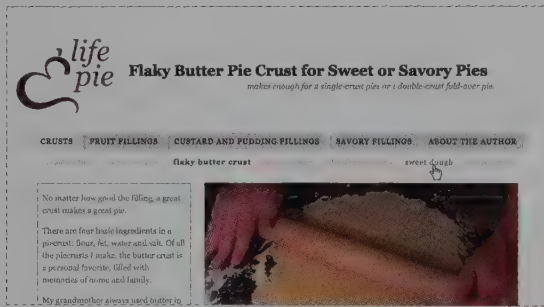 life
pie
Flaky Butter Pie Crust for Sweet or Savory Pies
makes enough for 2 single-crust pies or 1 double-crust fold-over pie.
CRUSTS FRUIT FILLINGS CUSTARD AND PUDDING FILLINGS SAVORY FILLINGS ABOUT THE AUTHOR
flaky butter crust sweet dough
No matter how good the filling, a great
crust makes a great pie.
There are four basic ingredients in a
piecrust: flour, fat, water and salt. Of all
the piecrusts I make, the butter crust is
a personal favorite, filled with
memories of home and family.
My grandmother always used butter in